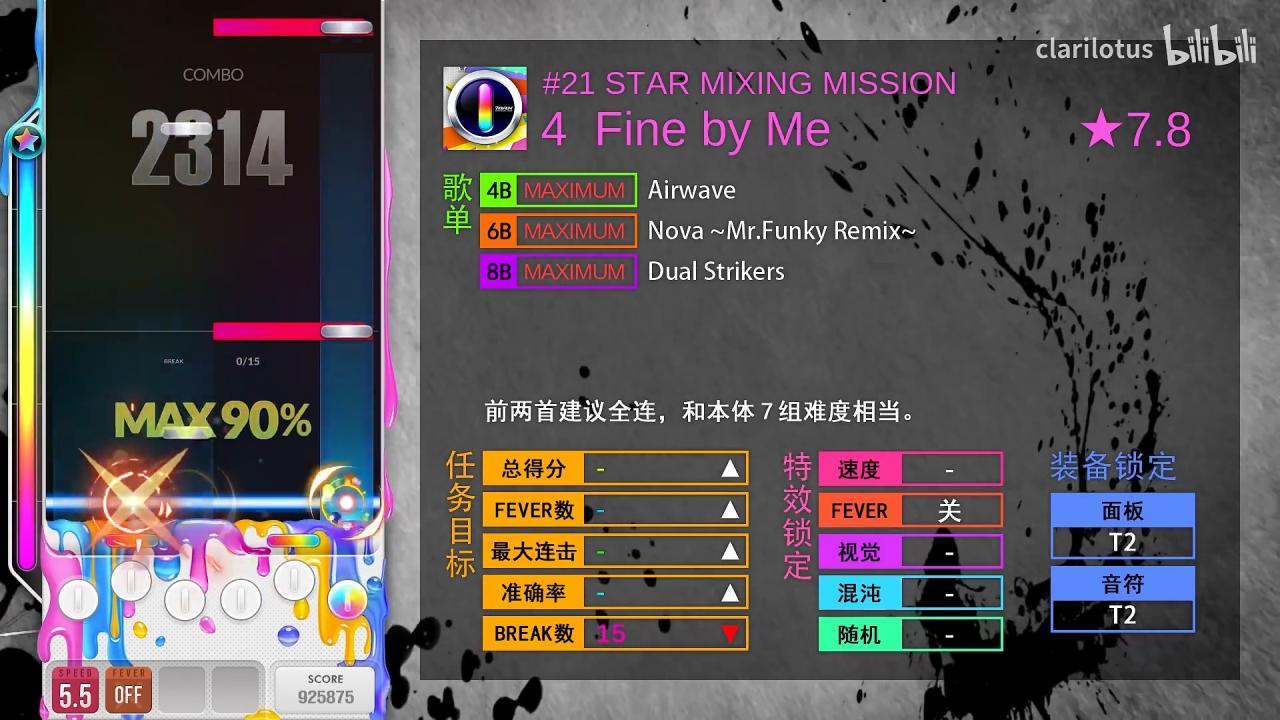 COMBO
2314
BREAK 0/15
MAX 90%
SPEED
5.5
FEVER
OFF
SCORE
925875
clarilotus bilibili
#21 STAR MIXING MISSION
4 Fine by Me
★7.8
歌单
4B MAXIMUM Airwave
6B MAXIMUM Nova ~Mr.Funky Remix~
8B MAXIMUM Dual Strikers
前两首建议全连，和本体７组难度相当。
任务目标
总得分 - ▲
FEVER数 - ▲
最大连击 - ▲
准确率 - ▲
BREAK数 15 ▼
特效锁定
速度 -
FEVER 关
视觉 -
混沌 -
随机 -
装备锁定
面板
T2
音符
T2